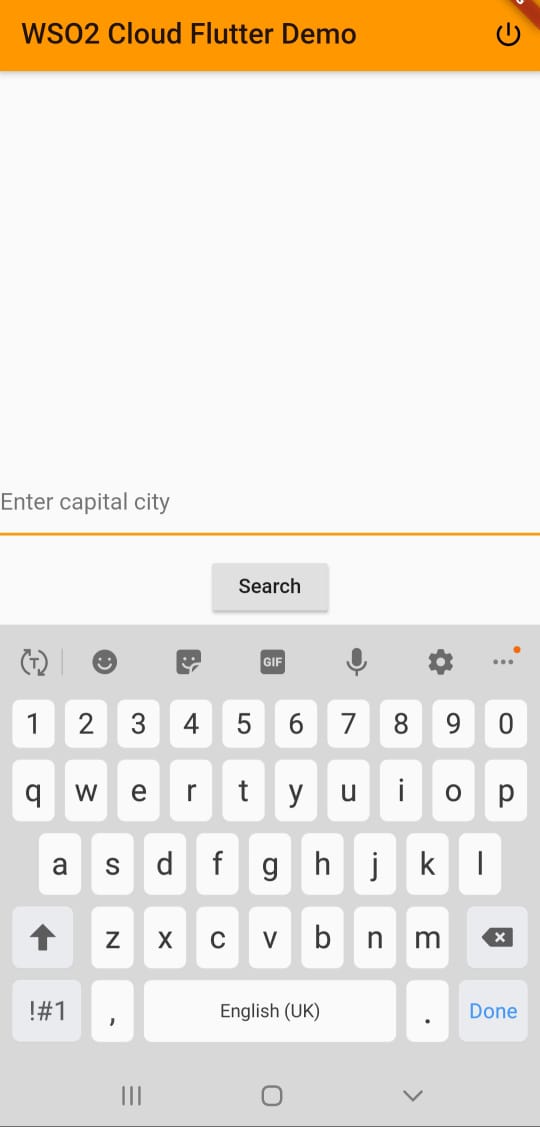 WSO2 Cloud Flutter Demo
Enter capital city
Search
T GIF
1 2 3 4 5 6 7 8 9 0
q w e r t y u i o p
a s d f g h j k l
z x c v b n m
!#1 , English (UK) . Done